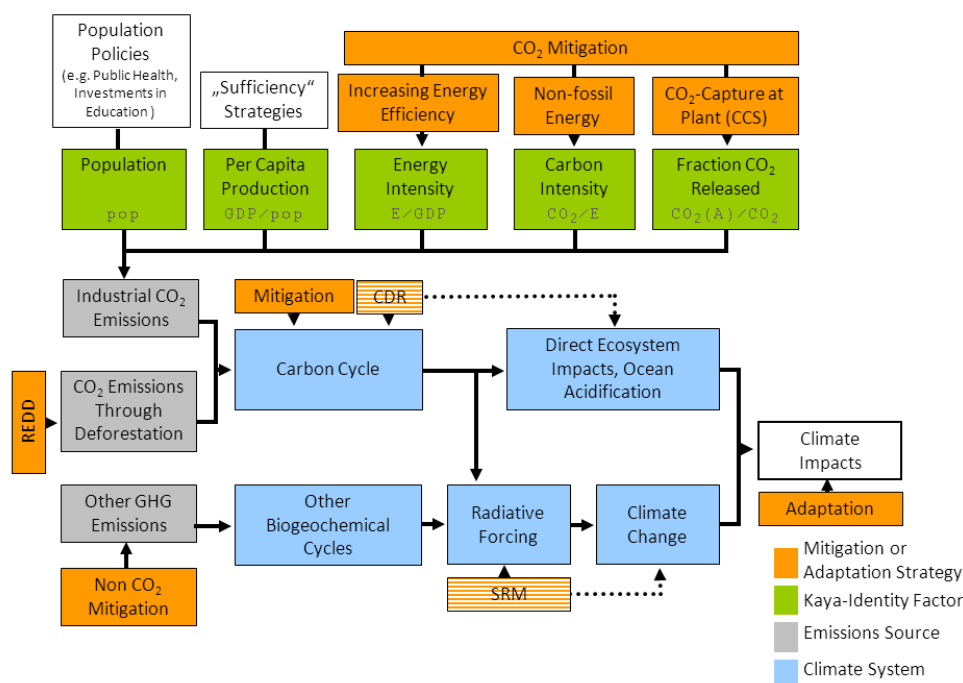 Population
Policies
(e.g. Public Health,
Investments in
Education )
„Sufficiency“
Strategies
CO₂ Mitigation
Increasing Energy
Efficiency
Non-fossil
Energy
CO₂-Capture at
Plant (CCS)
Population
pop
Per Capita
Production
GDP/pop
Energy
Intensity
E/GDP
Carbon
Intensity
CO₂/E
Fraction CO₂
Released
CO₂(A)/CO₂
Industrial CO₂
Emissions
Mitigation
CDR
Carbon Cycle
Direct Ecosystem
Impacts, Ocean
Acidification
REDD
CO₂ Emissions
Through
Deforestation
Climate
Impacts
Adaptation
Other GHG
Emissions
Other
Biogeochemical
Cycles
Radiative
Forcing
Climate
Change
Non CO₂
Mitigation
SRM
Mitigation or
Adaptation Strategy
Kaya-Identity Factor
Emissions Source
Climate System